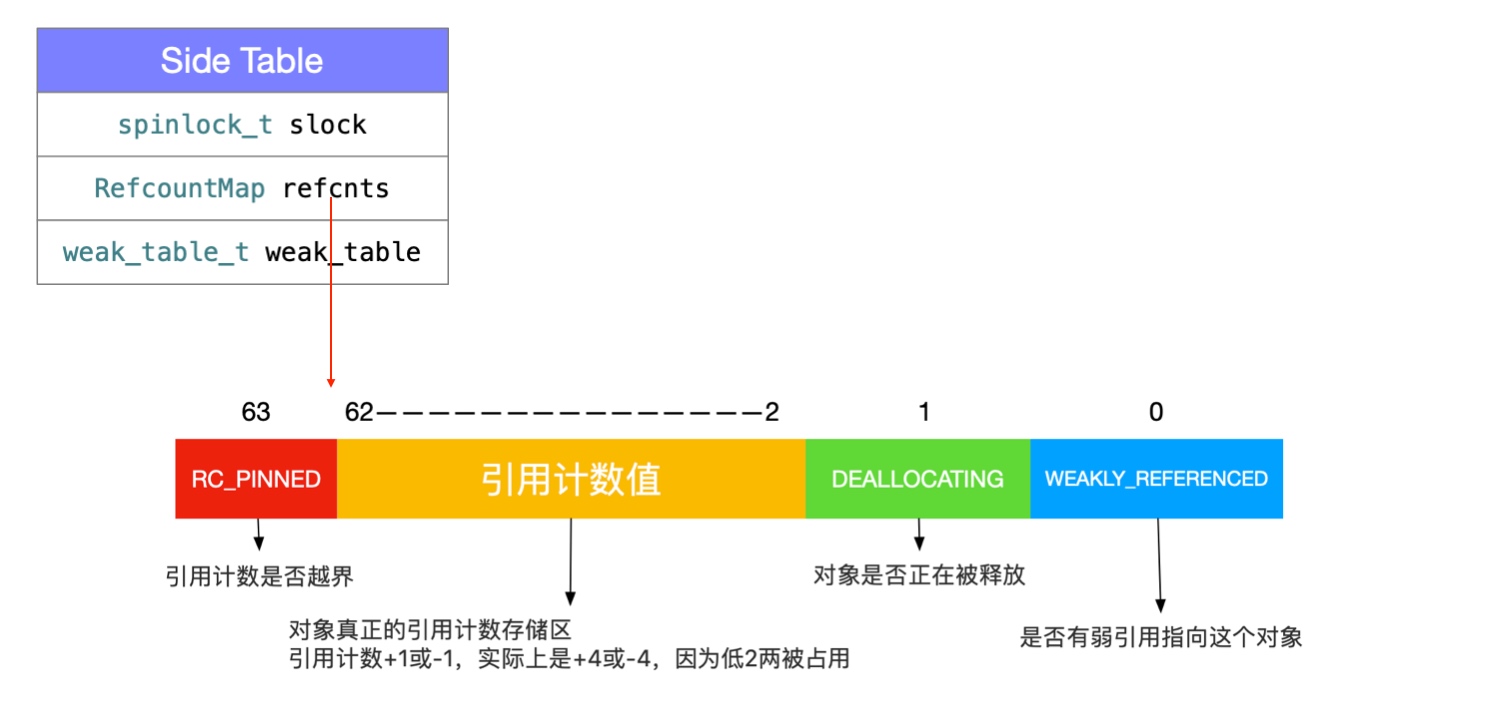 Side Table
spinlock_t slock
RefcountMap refcnts
weak_table_t weak_table
63 62———————————————2 1 0
RC_PINNED 引用计数值 DEALLOCATING WEAKLY_REFERENCED
引用计数是否越界
对象真正的引用计数存储区
引用计数+1或-1，实际上是+4或-4，因为低2两被占用
对象是否正在被释放
是否有弱引用指向这个对象